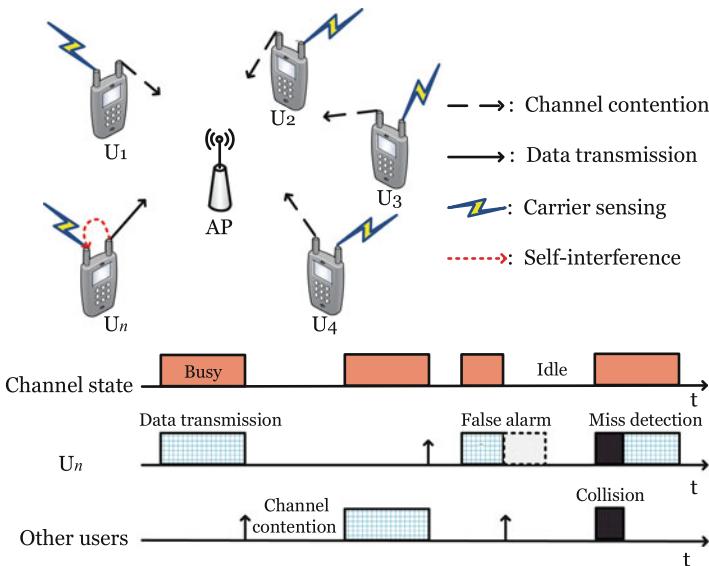 U1
U2
U3
U4
Un
AP
: Channel contention
: Data transmission
: Carrier sensing
: Self-interference
Channel state
Busy
Idle
t
Data transmission
False alarm
Miss detection
Un
t
Channel
contention
Collision
Other users
t